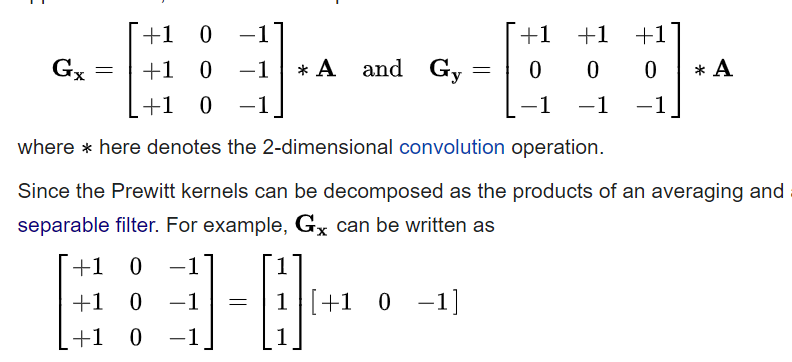 Gx = [+1 0 −1; +1 0 −1; +1 0 −1] * A and Gy = [+1 +1 +1; 0 0 0; −1 −1 −1] * A
where * here denotes the 2-dimensional convolution operation.
Since the Prewitt kernels can be decomposed as the products of an averaging and
separable filter. For example, Gx can be written as
[+1 0 −1; +1 0 −1; +1 0 −1] = [1; 1; 1] [+1 0 −1]